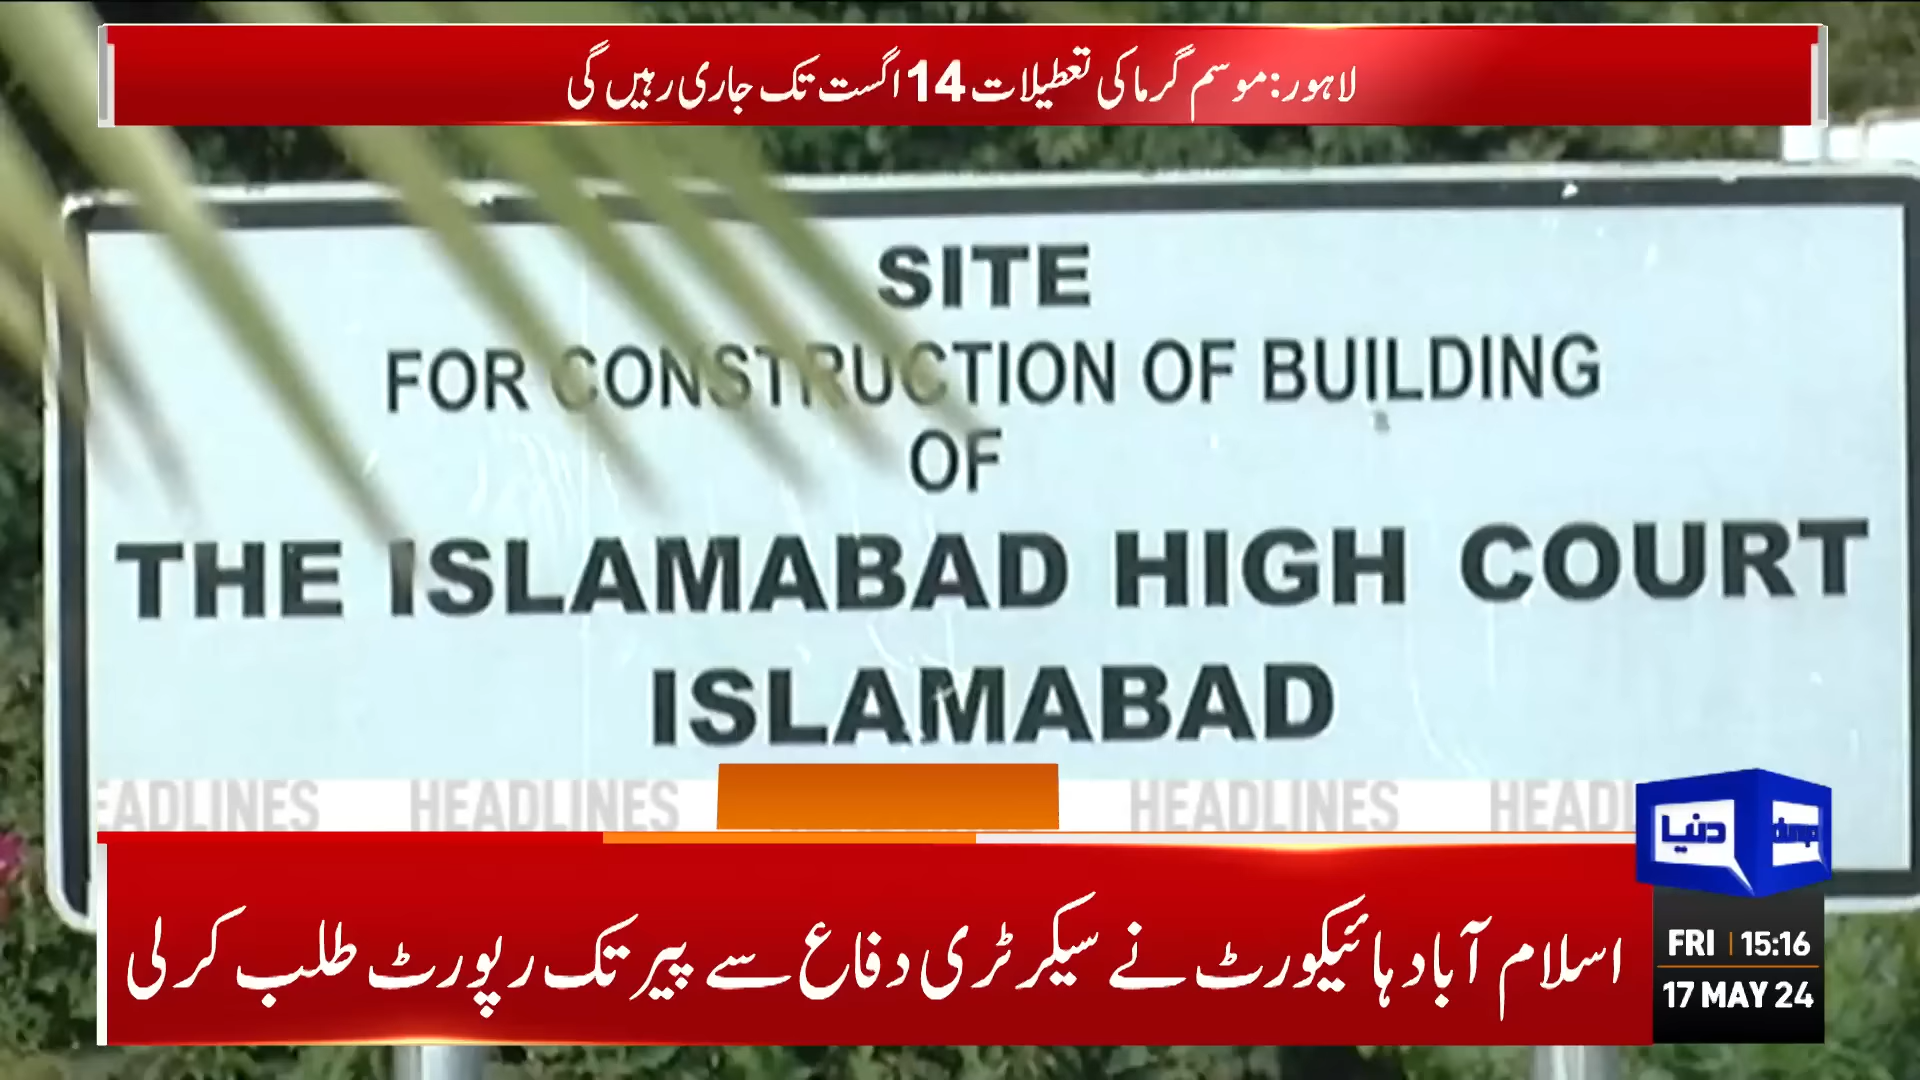 لاہور: موسم گرما کی تعطیلات 14 اگست تک جاری رہیں گی
SITE
FOR CONSTRUCTION OF BUILDING
OF
THE ISLAMABAD HIGH COURT
ISLAMABAD
HEADLINES HEADLINES HEADLINES
دنیا
اسلام آباد ہائیکورٹ نے سیکرٹری دفاع سے پیر تک رپورٹ طلب کرلی
FRI 15:16
17 MAY 24